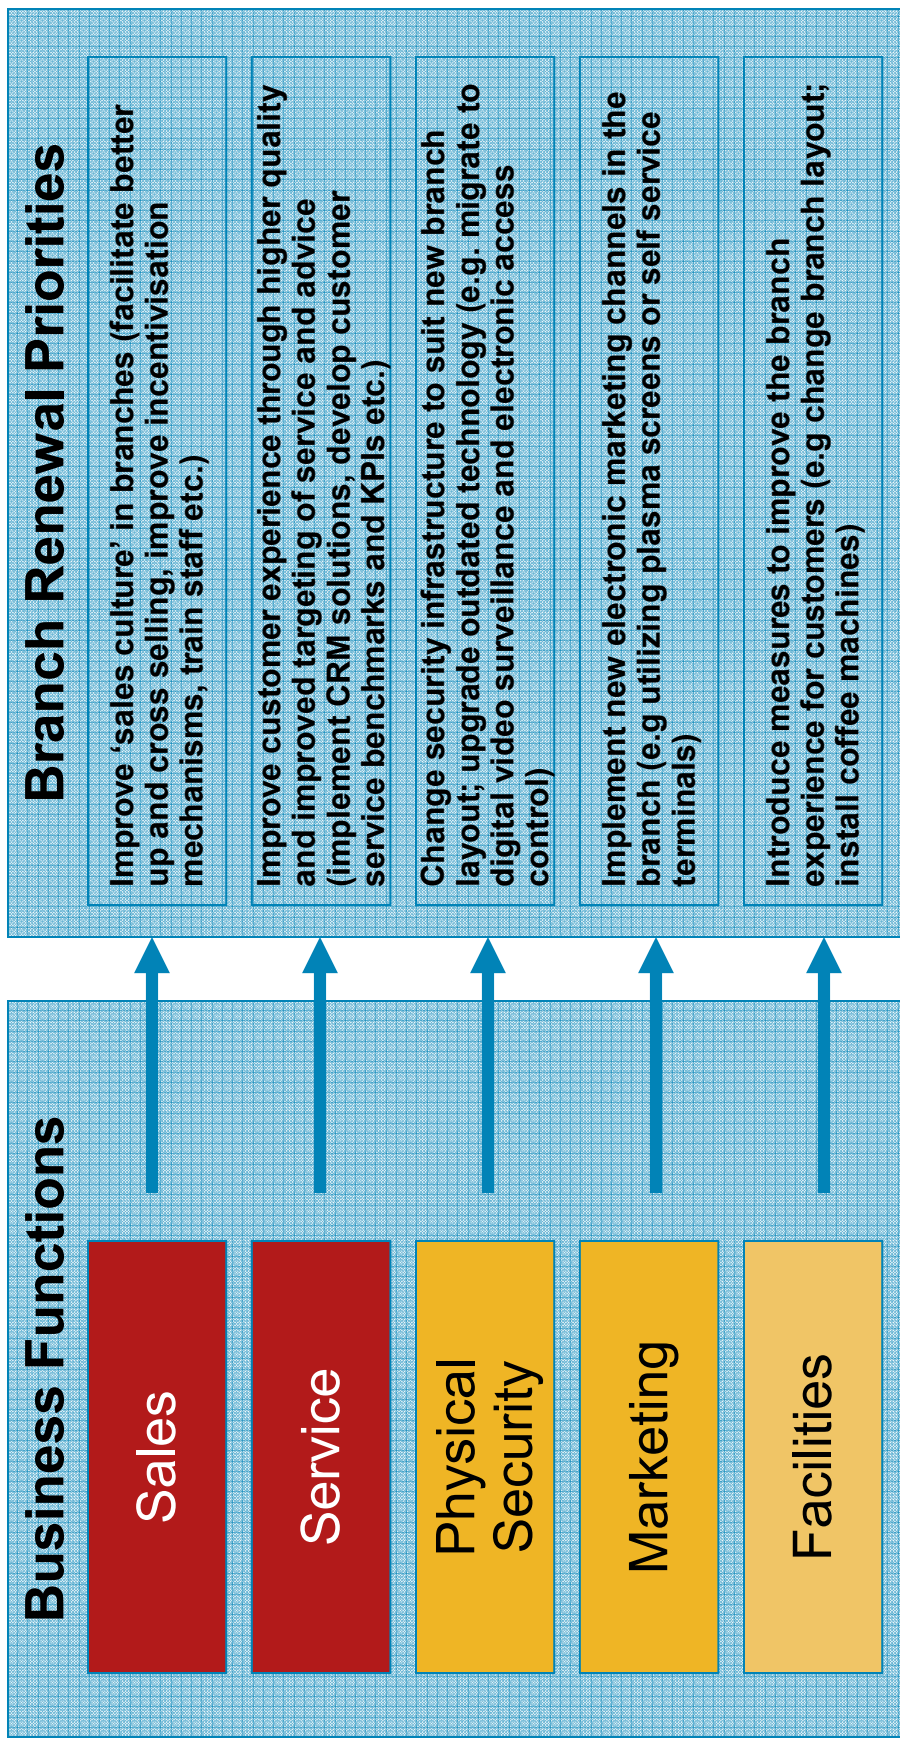 Business Functions
Sales
Service
Physical
Security
Marketing
Facilities
Branch Renewal Priorities
Improve ‘sales culture’ in branches (facilitate better
up and cross selling, improve incentivisation
mechanisms, train staff etc.)
Improve customer experience through higher quality
and improved targeting of service and advice
(implement CRM solutions, develop customer
service benchmarks and KPIs etc.)
Change security infrastructure to suit new branch
layout; upgrade outdated technology (e.g. migrate to
digital video surveillance and electronic access
control)
Implement new electronic marketing channels in the
branch (e.g utilizing plasma screens or self service
terminals)
Introduce measures to improve the branch
experience for customers (e.g change branch layout;
install coffee machines)